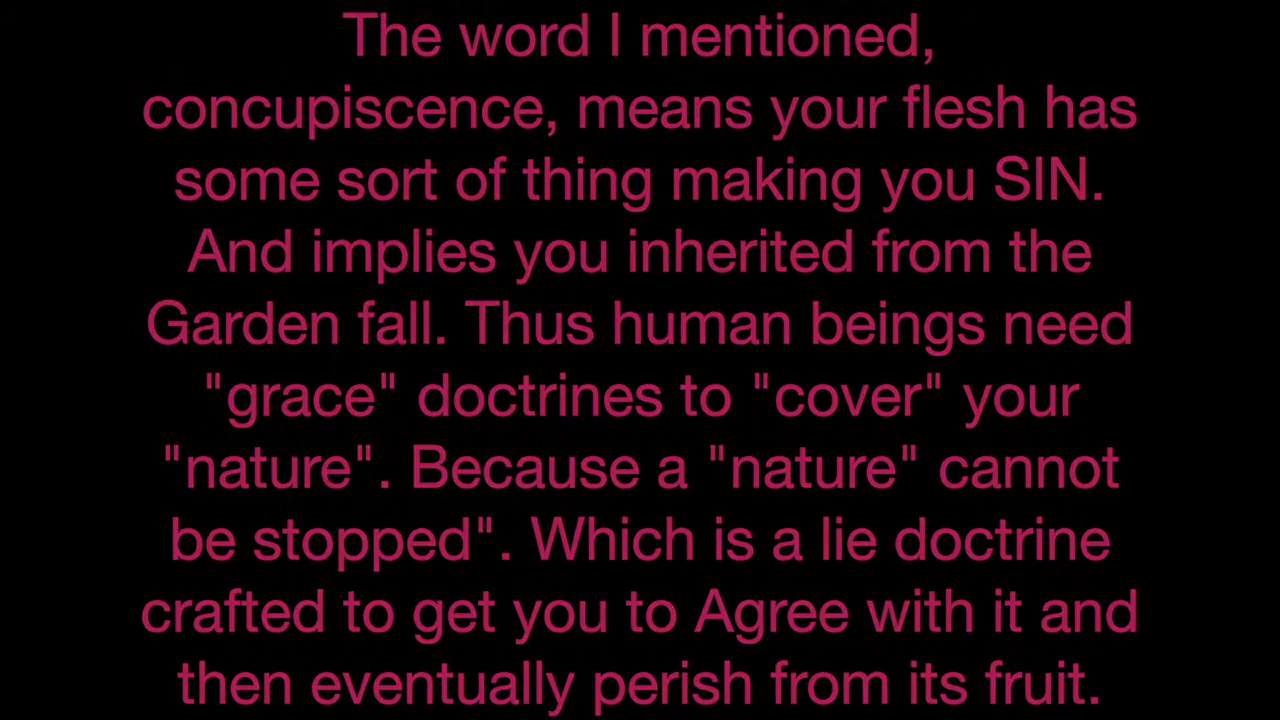 The word I mentioned,
concupiscence, means your flesh has
some sort of thing making you SIN.
And implies you inherited from the
Garden fall. Thus human beings need
"grace" doctrines to "cover" your
"nature". Because a "nature" cannot
be stopped". Which is a lie doctrine
crafted to get you to Agree with it and
then eventually perish from its fruit.